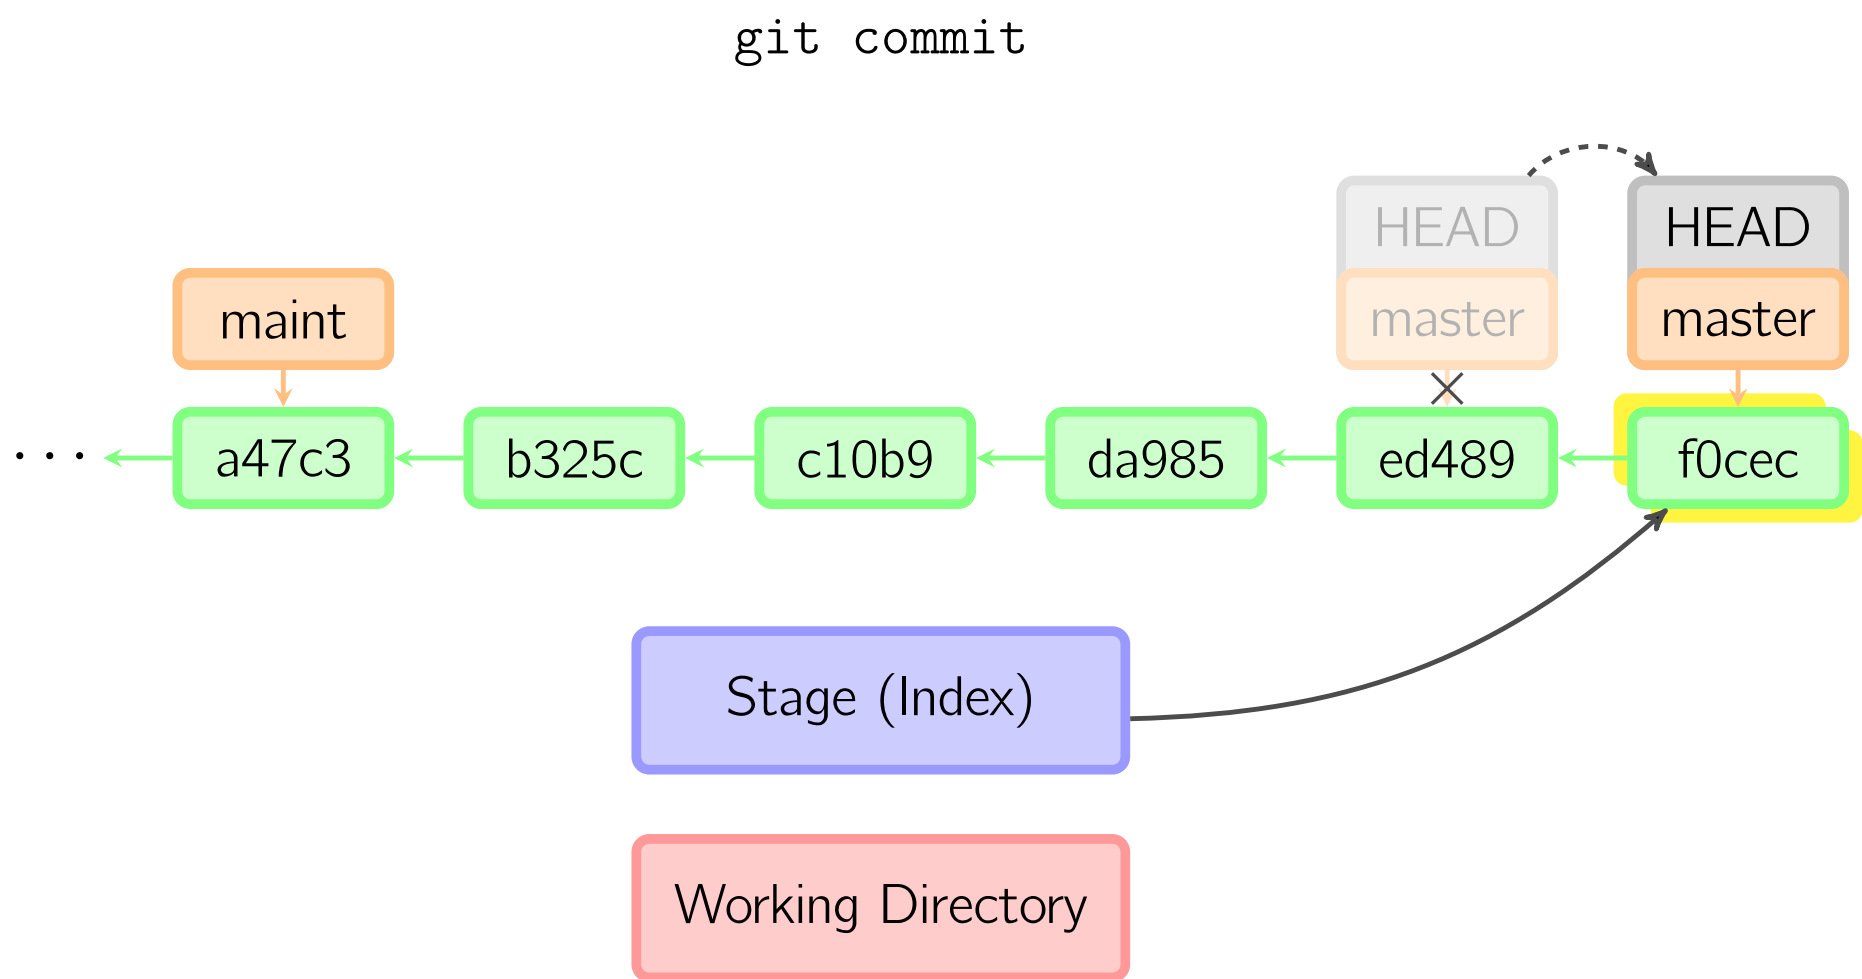 git commit
HEAD HEAD
maint master master
... a47c3 b325c c10b9 da985 ed489 f0cec
Stage (Index)
Working Directory